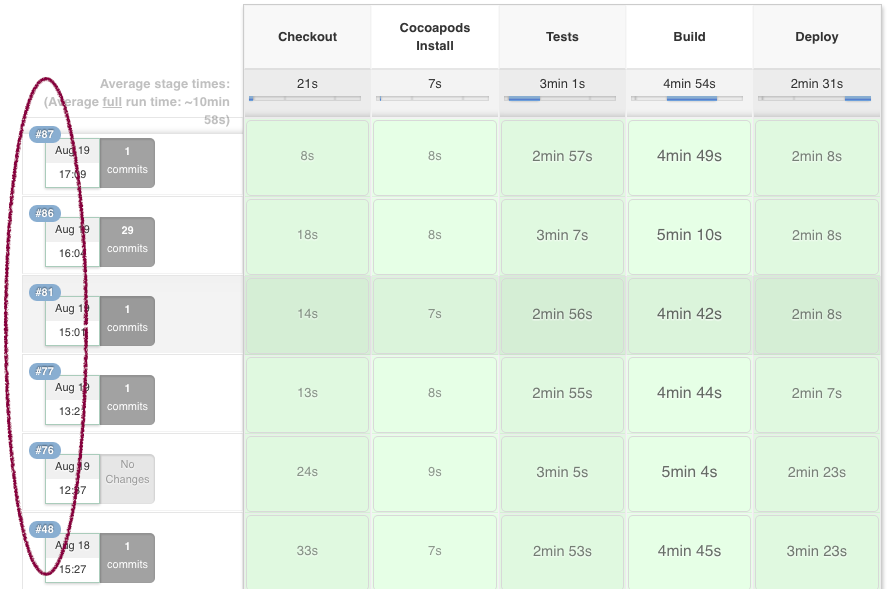 Checkout
Cocoapods
Install
Tests
Build
Deploy
Average stage times:
(Average full run time: ~10min
58s)
21s
7s
3min 1s
4min 54s
2min 31s
#87
Aug 19
17:09
1
commits
8s
8s
2min 57s
4min 49s
2min 8s
#86
Aug 19
16:04
29
commits
18s
8s
3min 7s
5min 10s
2min 8s
#81
Aug 19
15:01
1
commits
14s
7s
2min 56s
4min 42s
2min 8s
#77
Aug 19
1
commits
13s
8s
2min 55s
4min 44s
2min 7s
#76
Aug 19
No
Changes
24s
9s
3min 5s
5min 4s
2min 23s
#48
Aug 18
15:27
1
commits
33s
7s
2min 53s
4min 45s
3min 23s